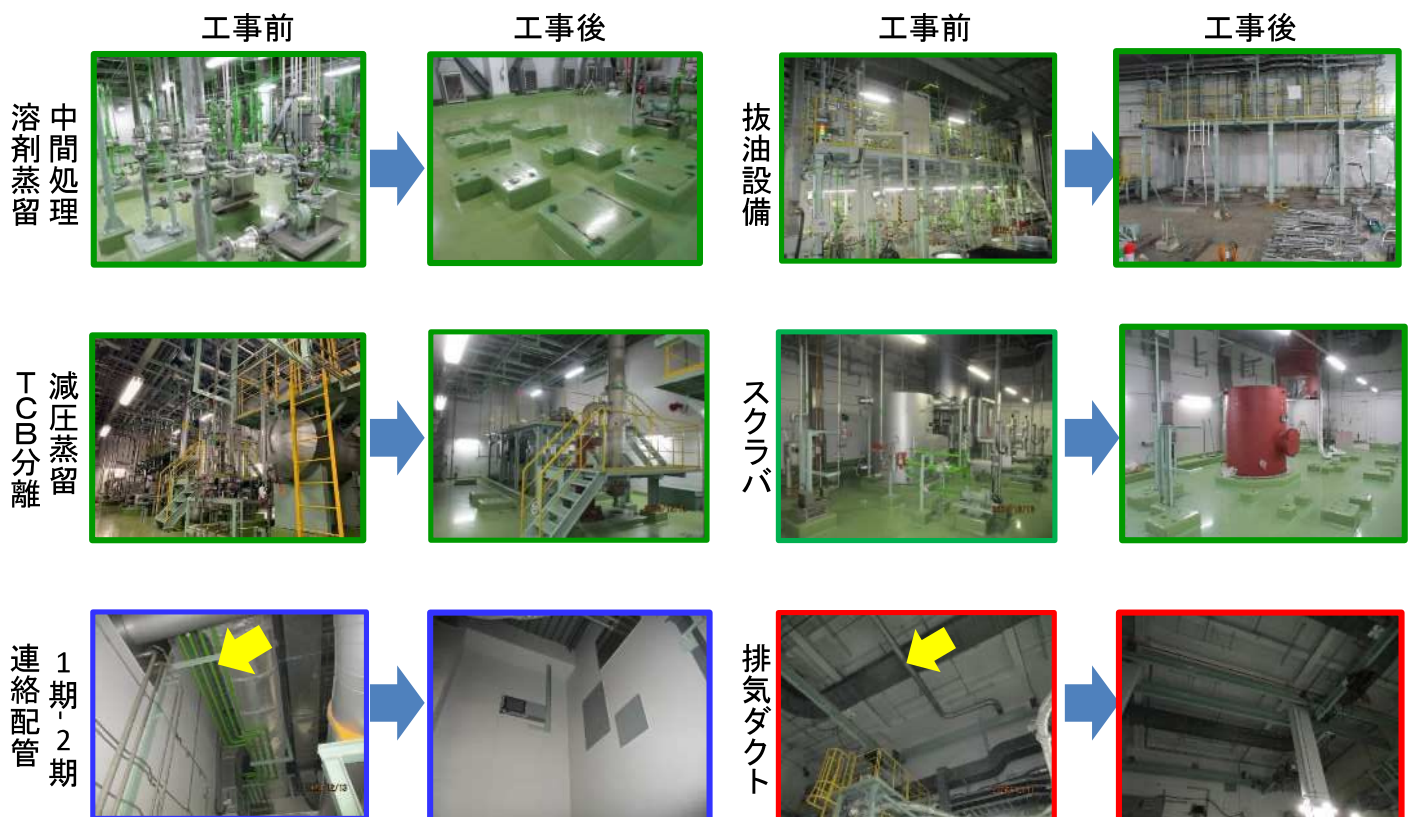 工事前
工事後
工事前
工事後
中間処理
溶剤蒸留
抜油設備
減圧蒸留
TCB分離
スクラバ
1期-2期
連絡配管
排気ダクト